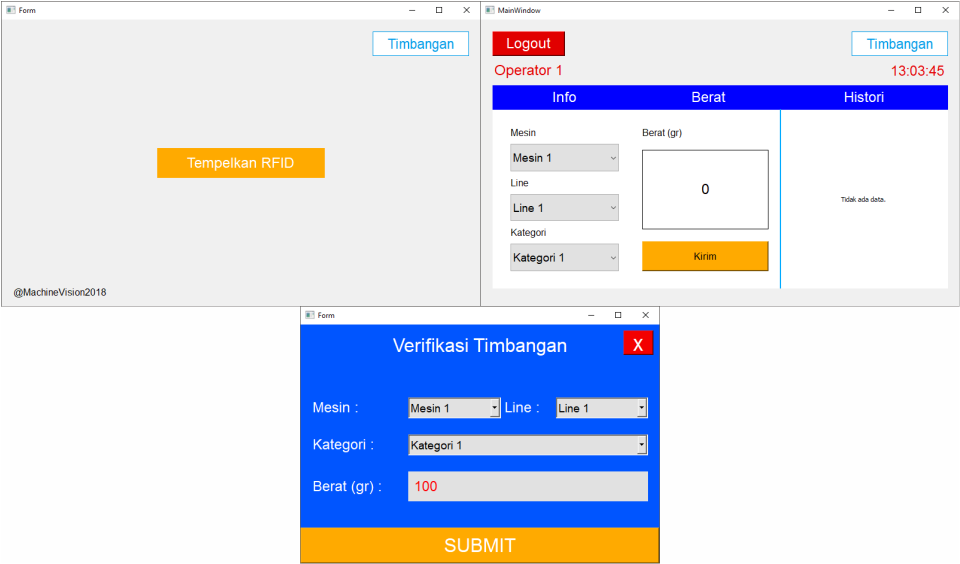 Form
Timbangan
Tempelkan RFID
@MachineVision2018
MainWindow
Logout
Timbangan
Operator 1
13:03:45
Info
Berat
Histori
Mesin
Mesin 1
Line
Line 1
Kategori
Kategori 1
Berat (gr)
0
Kirim
Tidak ada data.
Form
Verifikasi Timbangan
X
Mesin :
Mesin 1
Line :
Line 1
Kategori :
Kategori 1
Berat (gr) :
100
SUBMIT